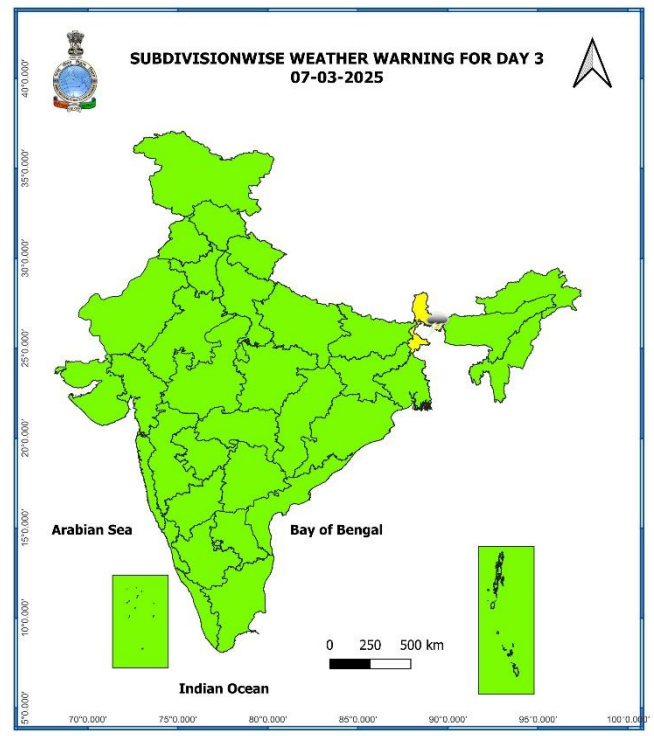 SUBDIVISIONWISE WEATHER WARNING FOR DAY 3
07-03-2025
40°0.000'
35°0.000'
30°0.000'
25°0.000'
20°0.000'
15°0.000'
10°0.000'
5°0.000'
Arabian Sea
Bay of Bengal
0 250 500 km
Indian Ocean
70°0.000' 75°0.000' 80°0.000' 85°0.000' 90°0.000' 95°0.000' 100°0.000'